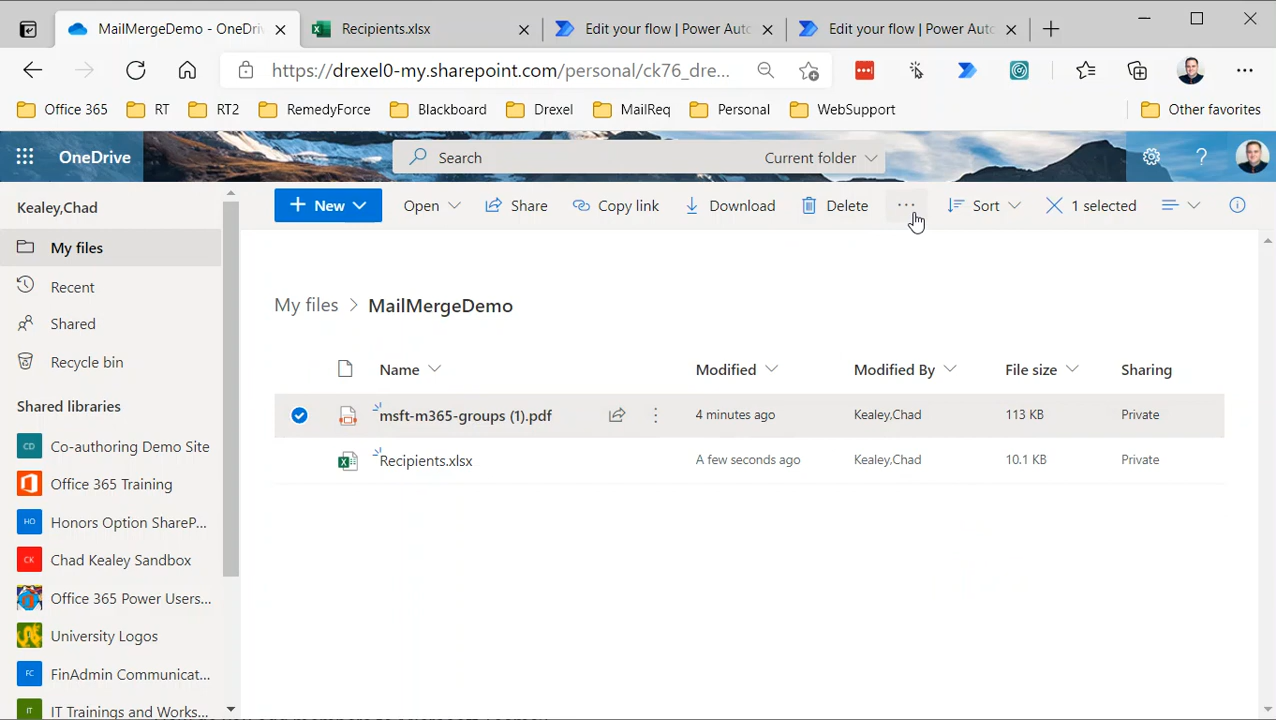 MailMergeDemo - OneDri
Recipients.xlsx
Edit your flow | Power Aut
Edit your flow | Power Aut
https://drexel0-my.sharepoint.com/personal/ck76_dre...
Office 365
RT
RT2
RemedyForce
Blackboard
Drexel
MailReq
Personal
WebSupport
Other favorites
OneDrive
Search
Current folder
Kealey,Chad
My files
Recent
Shared
Recycle bin
Shared libraries
CD Co-authoring Demo Site
Office 365 Training
HO Honors Option ShareP...
CK Chad Kealey Sandbox
Office 365 Power Users...
University Logos
FC FinAdmin Communicat...
IT IT Trainings and Works...
New
Open
Share
Copy link
Download
Delete
Sort
1 selected
My files > MailMergeDemo
Name
Modified
Modified By
File size
Sharing
msft-m365-groups (1).pdf
4 minutes ago
Kealey,Chad
113 KB
Private
Recipients.xlsx
A few seconds ago
Kealey,Chad
10.1 KB
Private